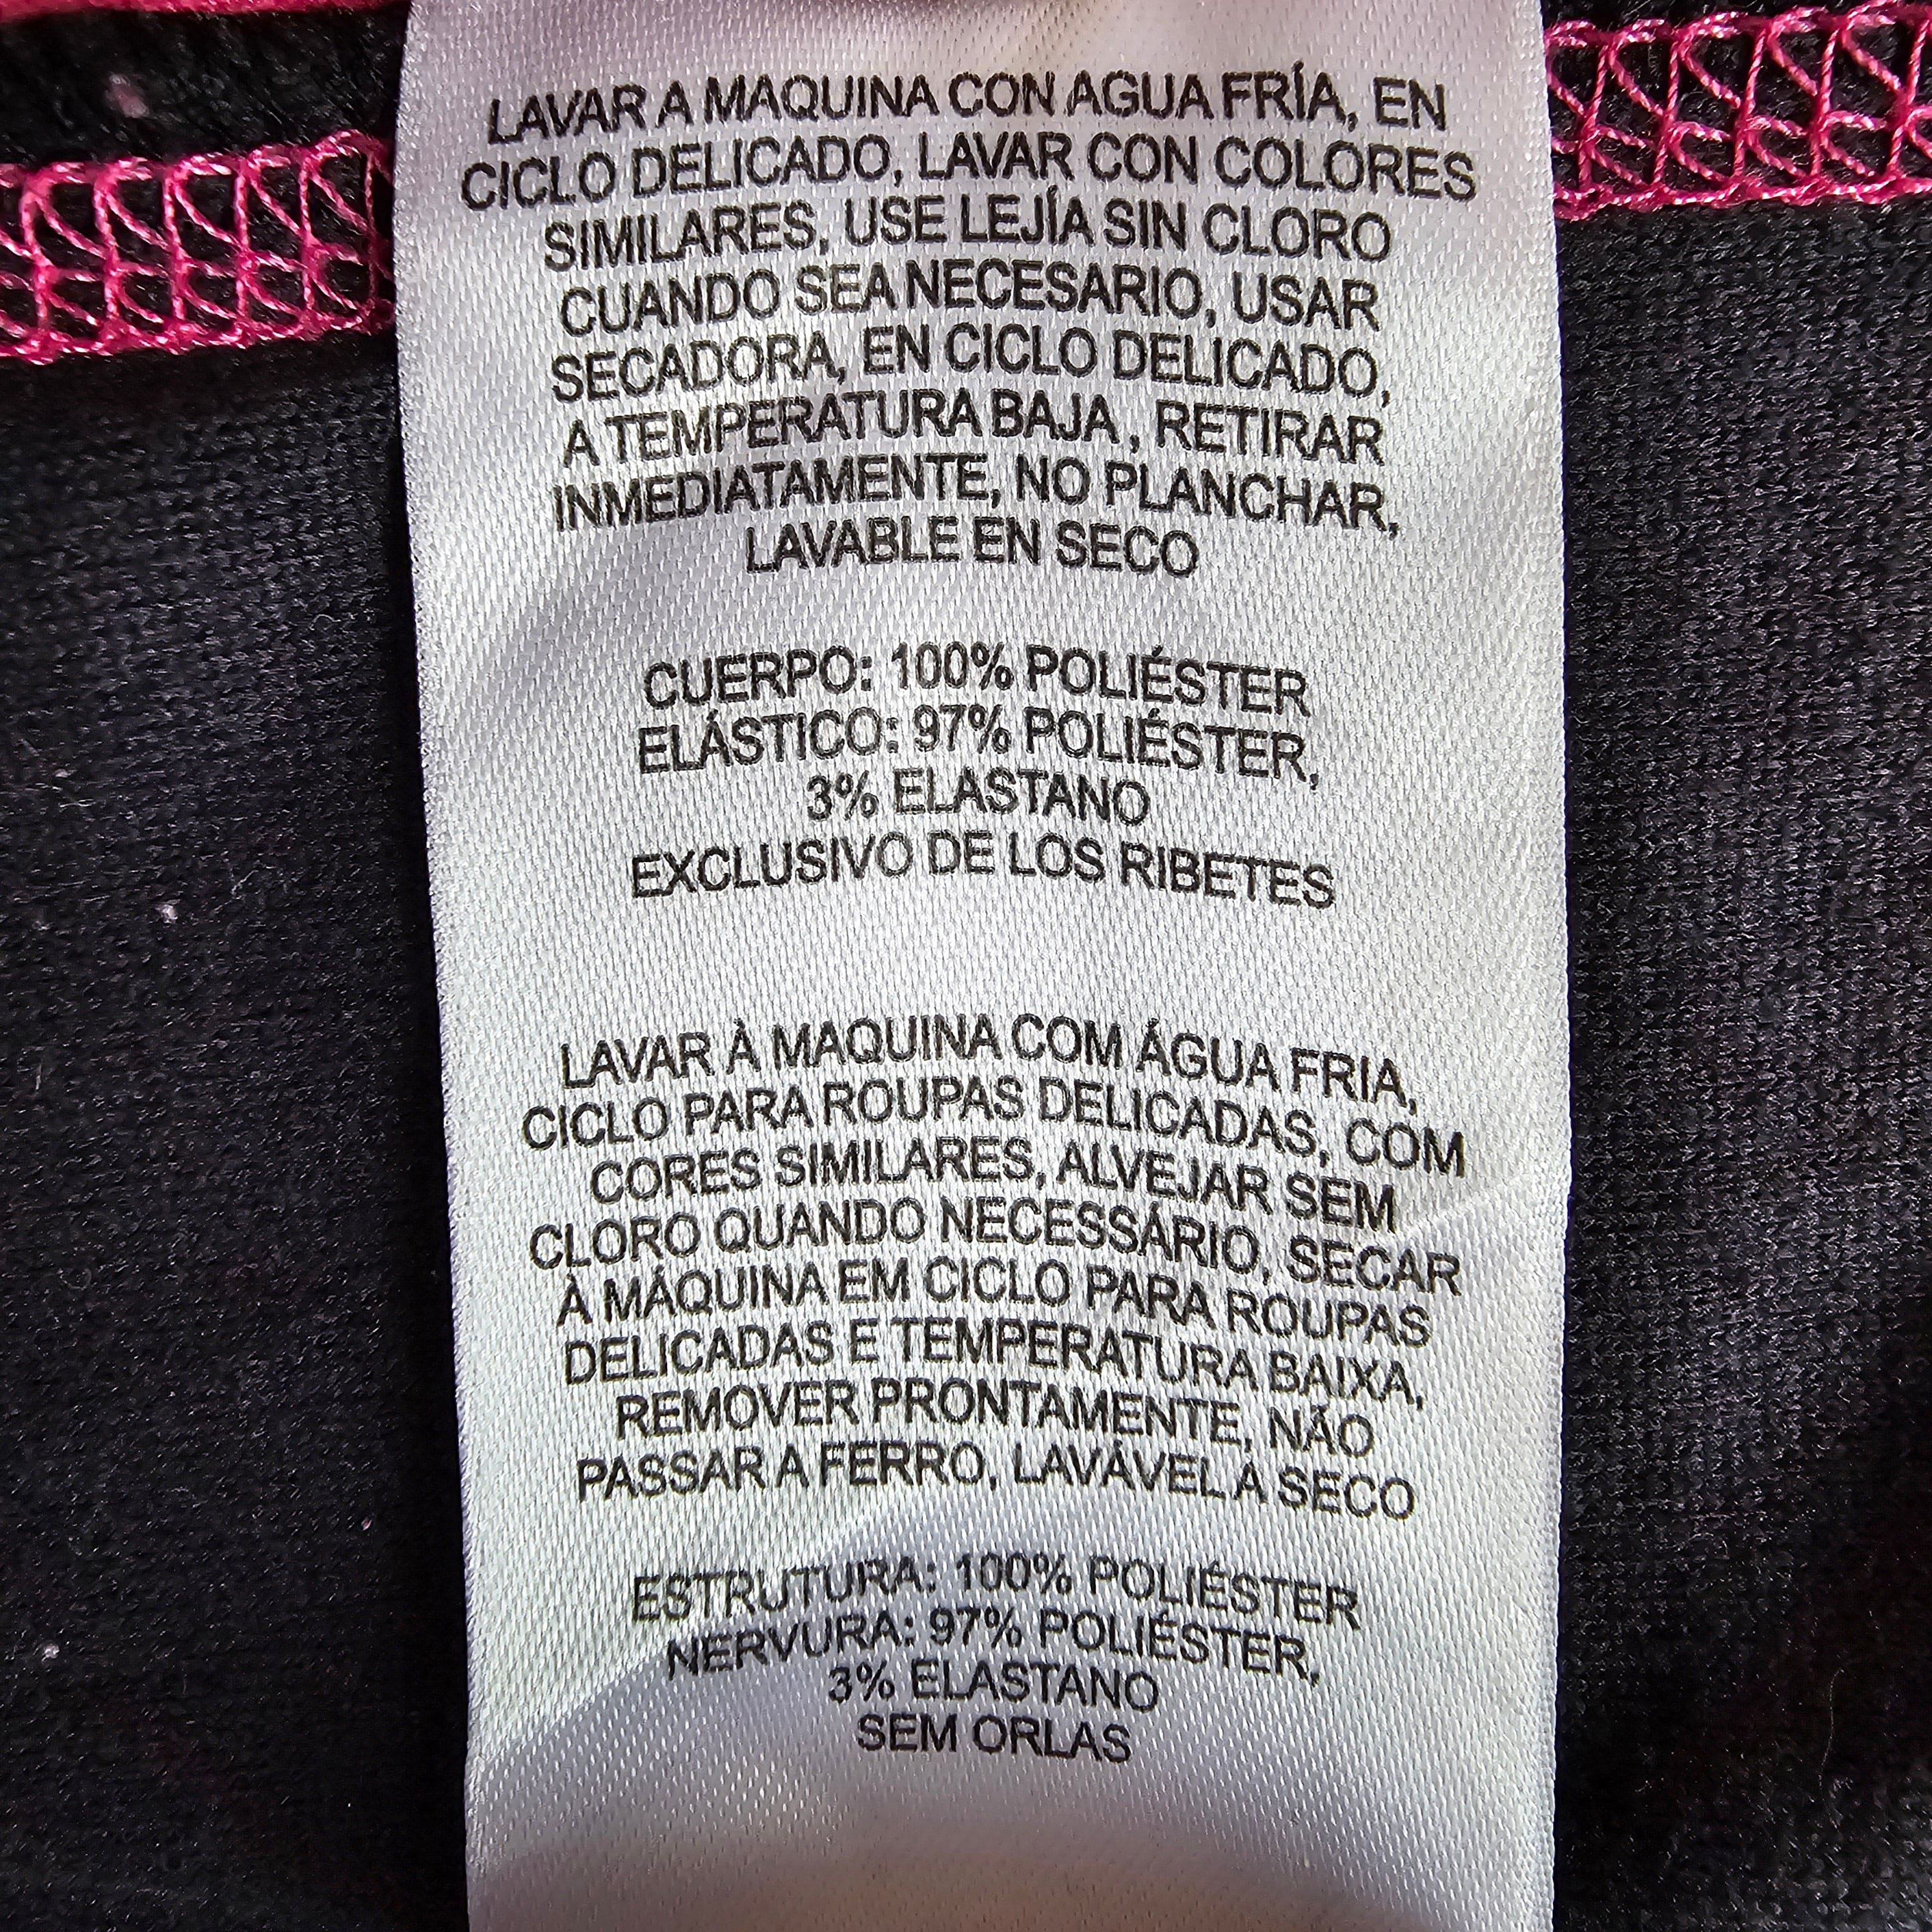 LAVAR A MAQUINA CON AGUA FRÍA, EN
CICLO DELICADO, LAVAR CON COLORES
SIMILARES, USE LEJÍA SIN CLORO
CUANDO SEA NECESARIO, USAR
SECADORA, EN CICLO DELICADO,
A TEMPERATURA BAJA, RETIRAR
INMEDIATAMENTE, NO PLANCHAR,
LAVABLE EN SECO
CUERPO: 100% POLIÉSTER
ELÁSTICO: 97% POLIÉSTER,
3% ELASTANO
EXCLUSIVO DE LOS RIBETES
LAVAR À MAQUINA COM ÁGUA FRIA,
CICLO PARA ROUPAS DELICADAS, COM
CORES SIMILARES, ALVEJAR SEM
CLORO QUANDO NECESSÁRIO, SECAR
À MÁQUINA EM CICLO PARA ROUPAS
DELICADAS E TEMPERATURA BAIXA,
REMOVER PRONTAMENTE, NÃO
PASSAR A FERRO, LAVÁVEL A SECO
ESTRUTURA: 100% POLIÉSTER
NERVURA: 97% POLIÉSTER,
3% ELASTANO
SEM ORLAS